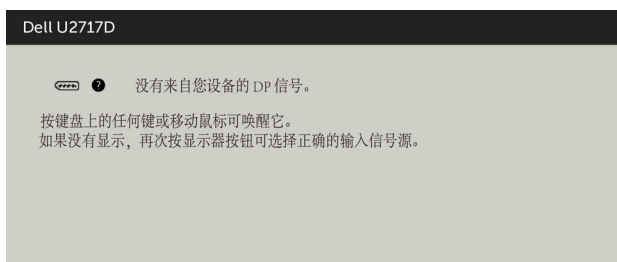 Dell U2717D
? 没有来自您设备的 DP 信号。
按键盘上的任何键或移动鼠标可唤醒它。
如果没有显示，再次按显示器按钮可选择正确的输入信号源。